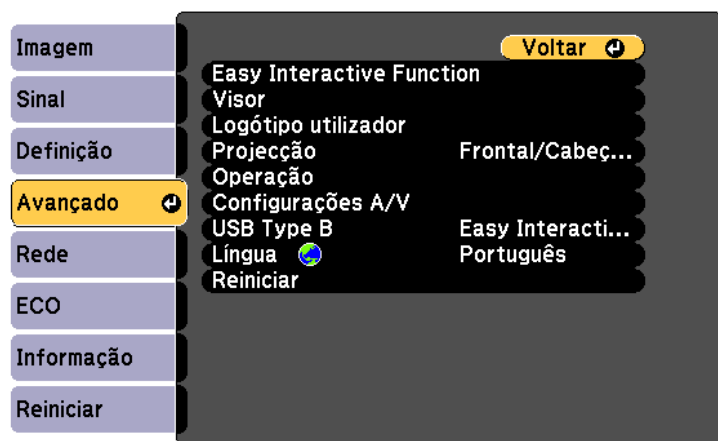 Imagem
Sinal
Definição
Avançado
Rede
ECO
Informação
Reiniciar
Voltar
Easy Interactive Function
Visor
Logótipo utilizador
Projecção Frontal/Cabeç...
Operação
Configurações A/V
USB Type B Easy Interacti...
Língua Português
Reiniciar